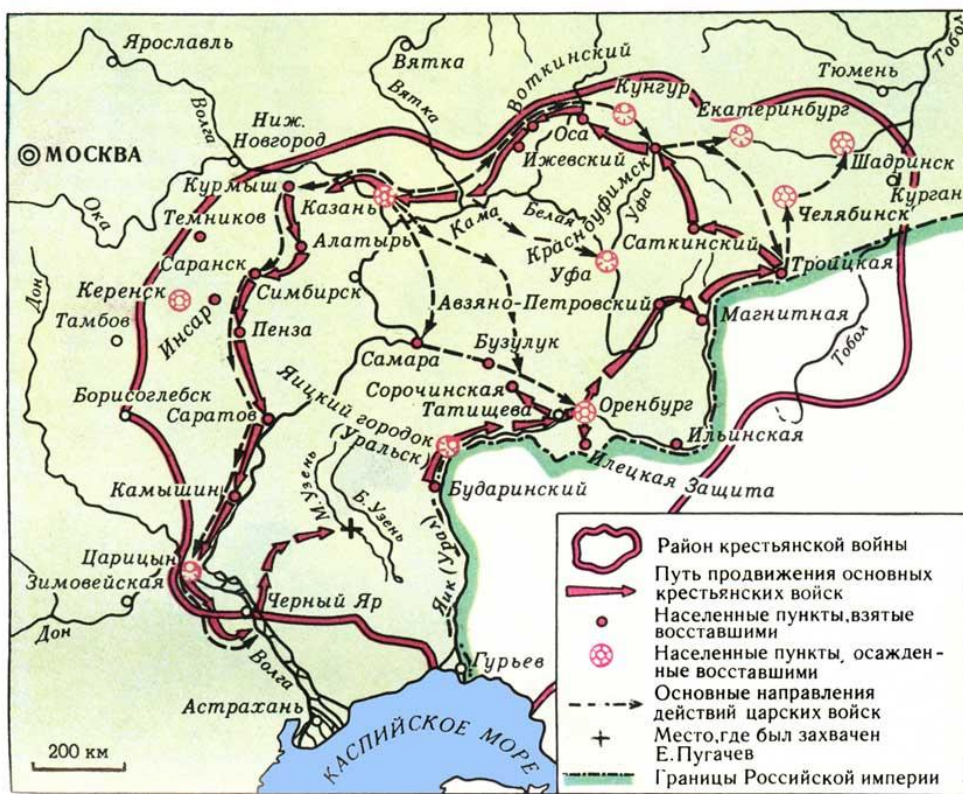 Ярославль
Вятка
Вятка
Воткинский
Кунгур
Тюмень
Тобол
Екатеринбург
Волга
Ниж.
Новгород
МОСКВА
Оса
Ижевский
Шадринск
Курган
Курмыш
Казань
Ока
Темников
Кама
Белая
Красноуфимск
Уфа
Челябинск
Алатырь
Саткинский
Саранск
Симбирск
Уфа
Троицкая
Дон
Керенск
Тамбов
Инсар
Авзяно-Петровский
Магнитная
Пенза
Самара
Бузулук
Тобол
Борисоглебск
Сорочинская
Татищева
Оренбург
Саратов
Яицкий городок
(Уральск)
Ильинская
Илецкая Защита
Камышин
М.Узень
Б.Узень
Бударинский
Царицын
Зимовейская
Яик (Урал)
Черный Яр
Дон
Волга
Гурьев
Астрахань
КАСПИЙСКОЕ МОРЕ
200 км
Район крестьянской войны
Путь продвижения основных
крестьянских войск
Населенные пункты, взятые
восставшими
Населенные пункты, осажден-
ные восставшими
Основные направления
действий царских войск
Место, где был захвачен
Е.Пугачев
Границы Российской империи